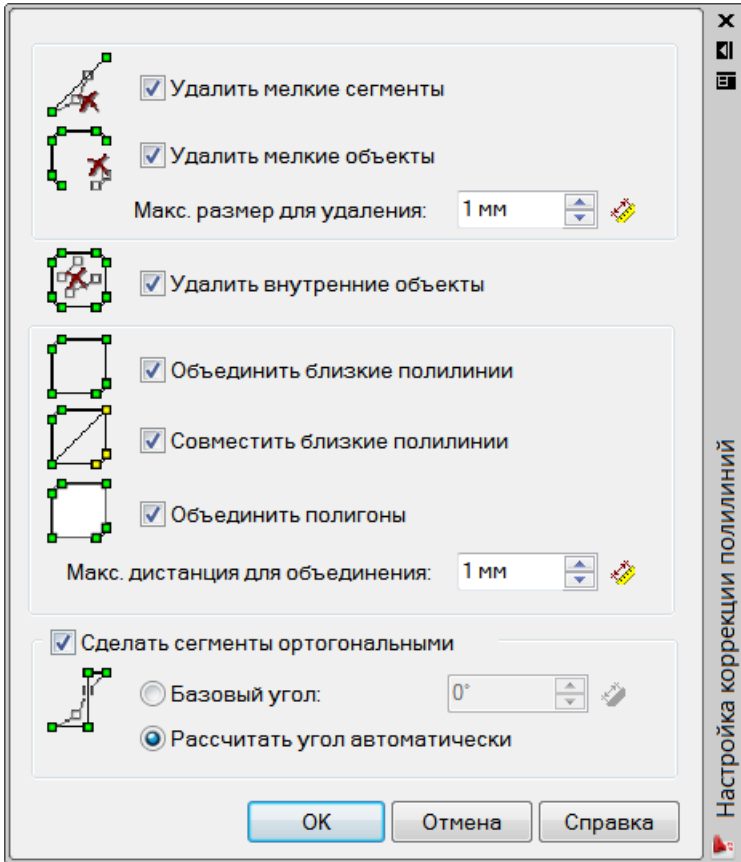 Удалить мелкие сегменты
Удалить мелкие объекты
Макс. размер для удаления: 1 мм
Удалить внутренние объекты
Объединить близкие полилинии
Совместить близкие полилинии
Объединить полигоны
Макс. дистанция для объединения: 1 мм
Сделать сегменты ортогональными
Базовый угол: 0°
Рассчитать угол автоматически
OK Отмена Справка
Настройка коррекции полилиний